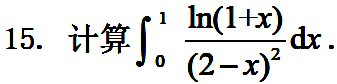 15. 计算∫₀¹ ln(1+x)/(2−x)² dx.